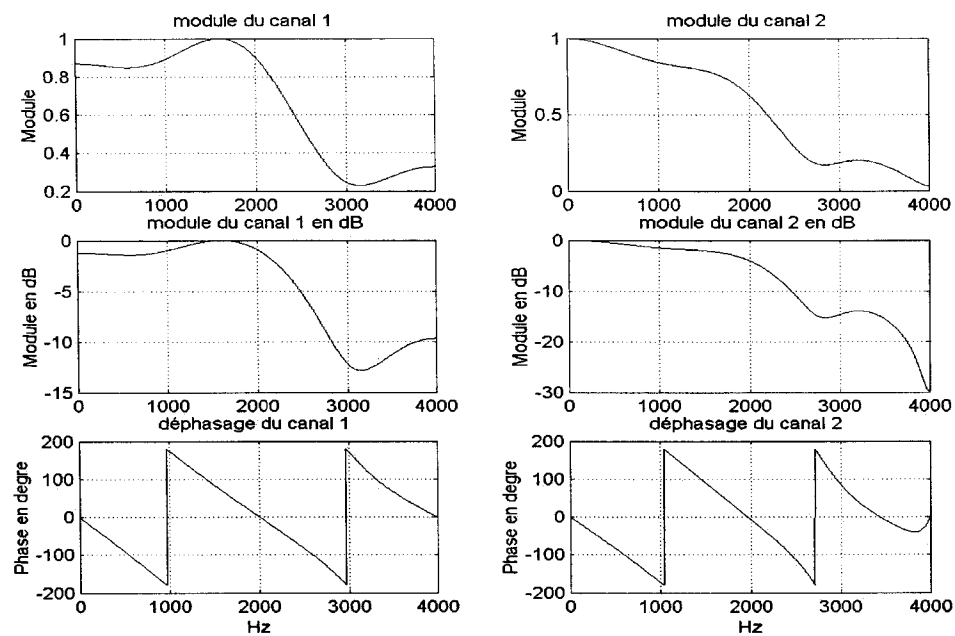 module du canal 1
Module
1
0.8
0.6
0.4
0.2
0 1000 2000 3000 4000
module du canal 2
Module
1
0.5
0
0 1000 2000 3000 4000
module du canal 1 en dB
Module en dB
0
-5
-10
-15
0 1000 2000 3000 4000
module du canal 2 en dB
Module en dB
0
-10
-20
-30
0 1000 2000 3000 4000
déphasage du canal 1
Phase en degre
200
100
0
-100
-200
0 1000 2000 3000 4000
Hz
déphasage du canal 2
Phase en degre
200
100
0
-100
-200
0 1000 2000 3000 4000
Hz